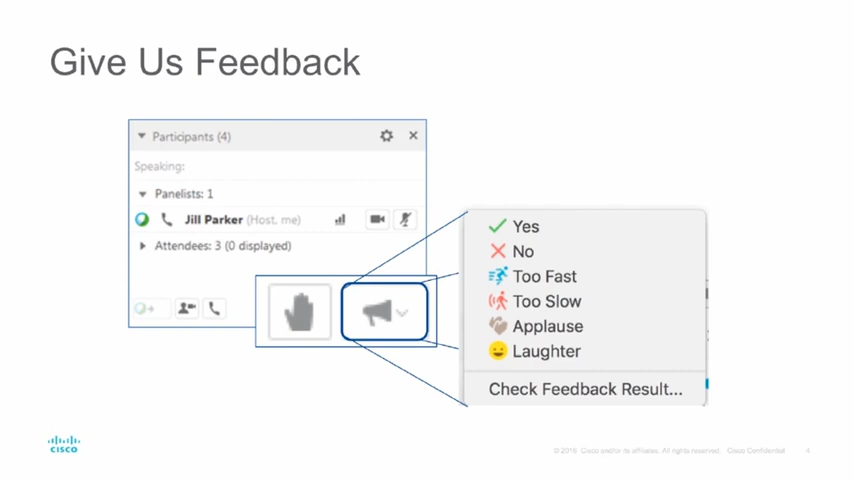 Give Us Feedback
Participants (4)
Speaking:
Panelists: 1
Jill Parker (Host. me)
Attendees: 3 (0 displayed)
Yes
No
Too Fast
Too Slow
Applause
Laughter
Check Feedback Result...
CISCO
© 2016 Cisco and/or its affiliates. All rights reserved. Cisco Confidential 4